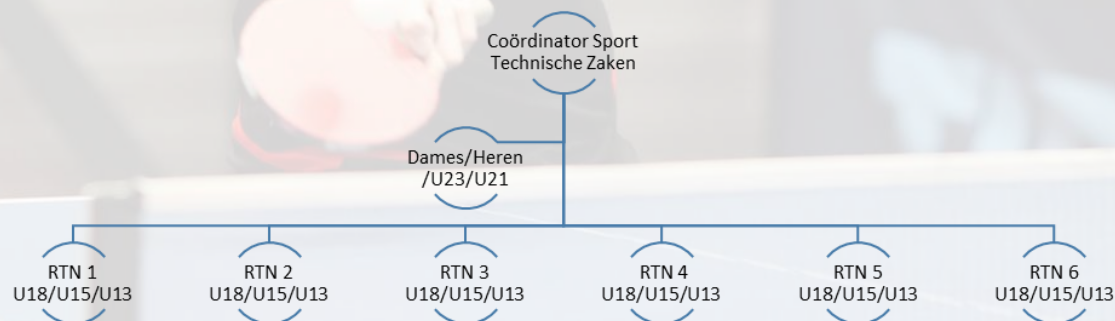 Coördinator Sport
Technische Zaken
Dames/Heren
/U23/U21
RTN 1
U18/U15/U13
RTN 2
U18/U15/U13
RTN 3
U18/U15/U13
RTN 4
U18/U15/U13
RTN 5
U18/U15/U13
RTN 6
U18/U15/U13